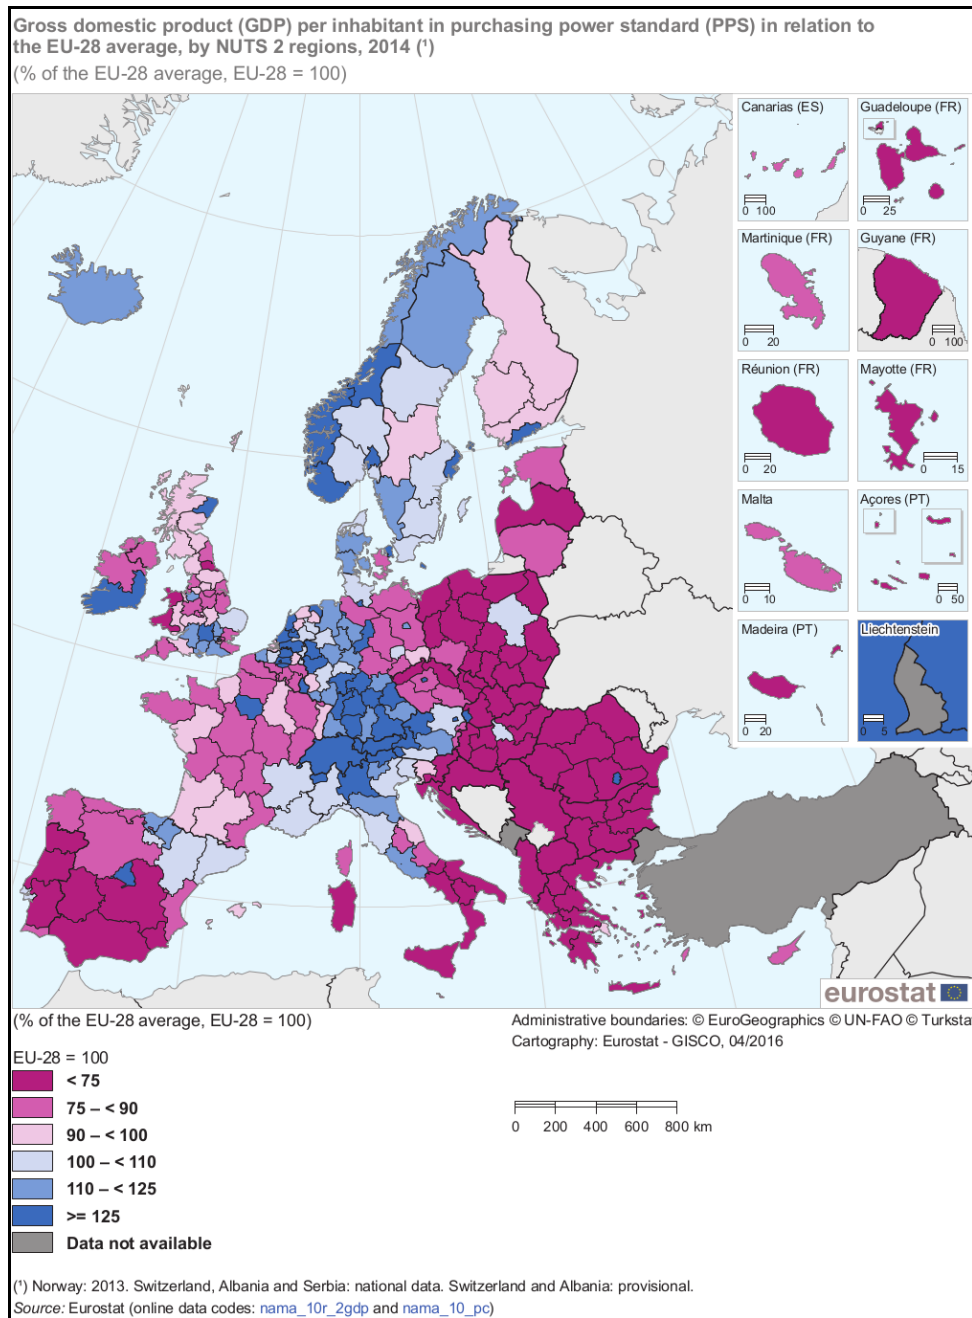 Gross domestic product (GDP) per inhabitant in purchasing power standard (PPS) in relation to
the EU-28 average, by NUTS 2 regions, 2014 (¹)
(% of the EU-28 average, EU-28 = 100)
Canarias (ES)
0 100
Guadeloupe (FR)
0 25
Martinique (FR)
0 20
Guyane (FR)
0 100
Réunion (FR)
0 20
Mayotte (FR)
0 15
Malta
0 10
Açores (PT)
0 50
Madeira (PT)
0 20
Liechtenstein
0 5
eurostat
(% of the EU-28 average, EU-28 = 100)
Administrative boundaries: © EuroGeographics © UN-FAO © Turksta
Cartography: Eurostat - GISCO, 04/2016
EU-28 = 100
< 75
75 – < 90
90 – < 100
100 – < 110
110 – < 125
>= 125
Data not available
0 200 400 600 800 km
(¹) Norway: 2013. Switzerland, Albania and Serbia: national data. Switzerland and Albania: provisional.
Source: Eurostat (online data codes: nama_10r_2gdp and nama_10_pc)